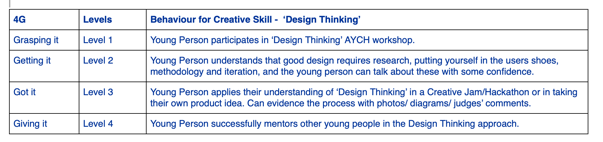 4G Levels Behaviour for Creative Skill - ‘Design Thinking’
Grasping it Level 1 Young Person participates in ‘Design Thinking’ AYCH workshop.
Getting it Level 2 Young Person understands that good design requires research, putting yourself in the users shoes,
methodology and iteration, and the young person can talk about these with some confidence.
Got it Level 3 Young Person applies their understanding of ‘Design Thinking’ in a Creative Jam/Hackathon or in taking
their own product idea. Can evidence the process with photos/ diagrams/ judges’ comments.
Giving it Level 4 Young Person successfully mentors other young people in the Design Thinking approach.